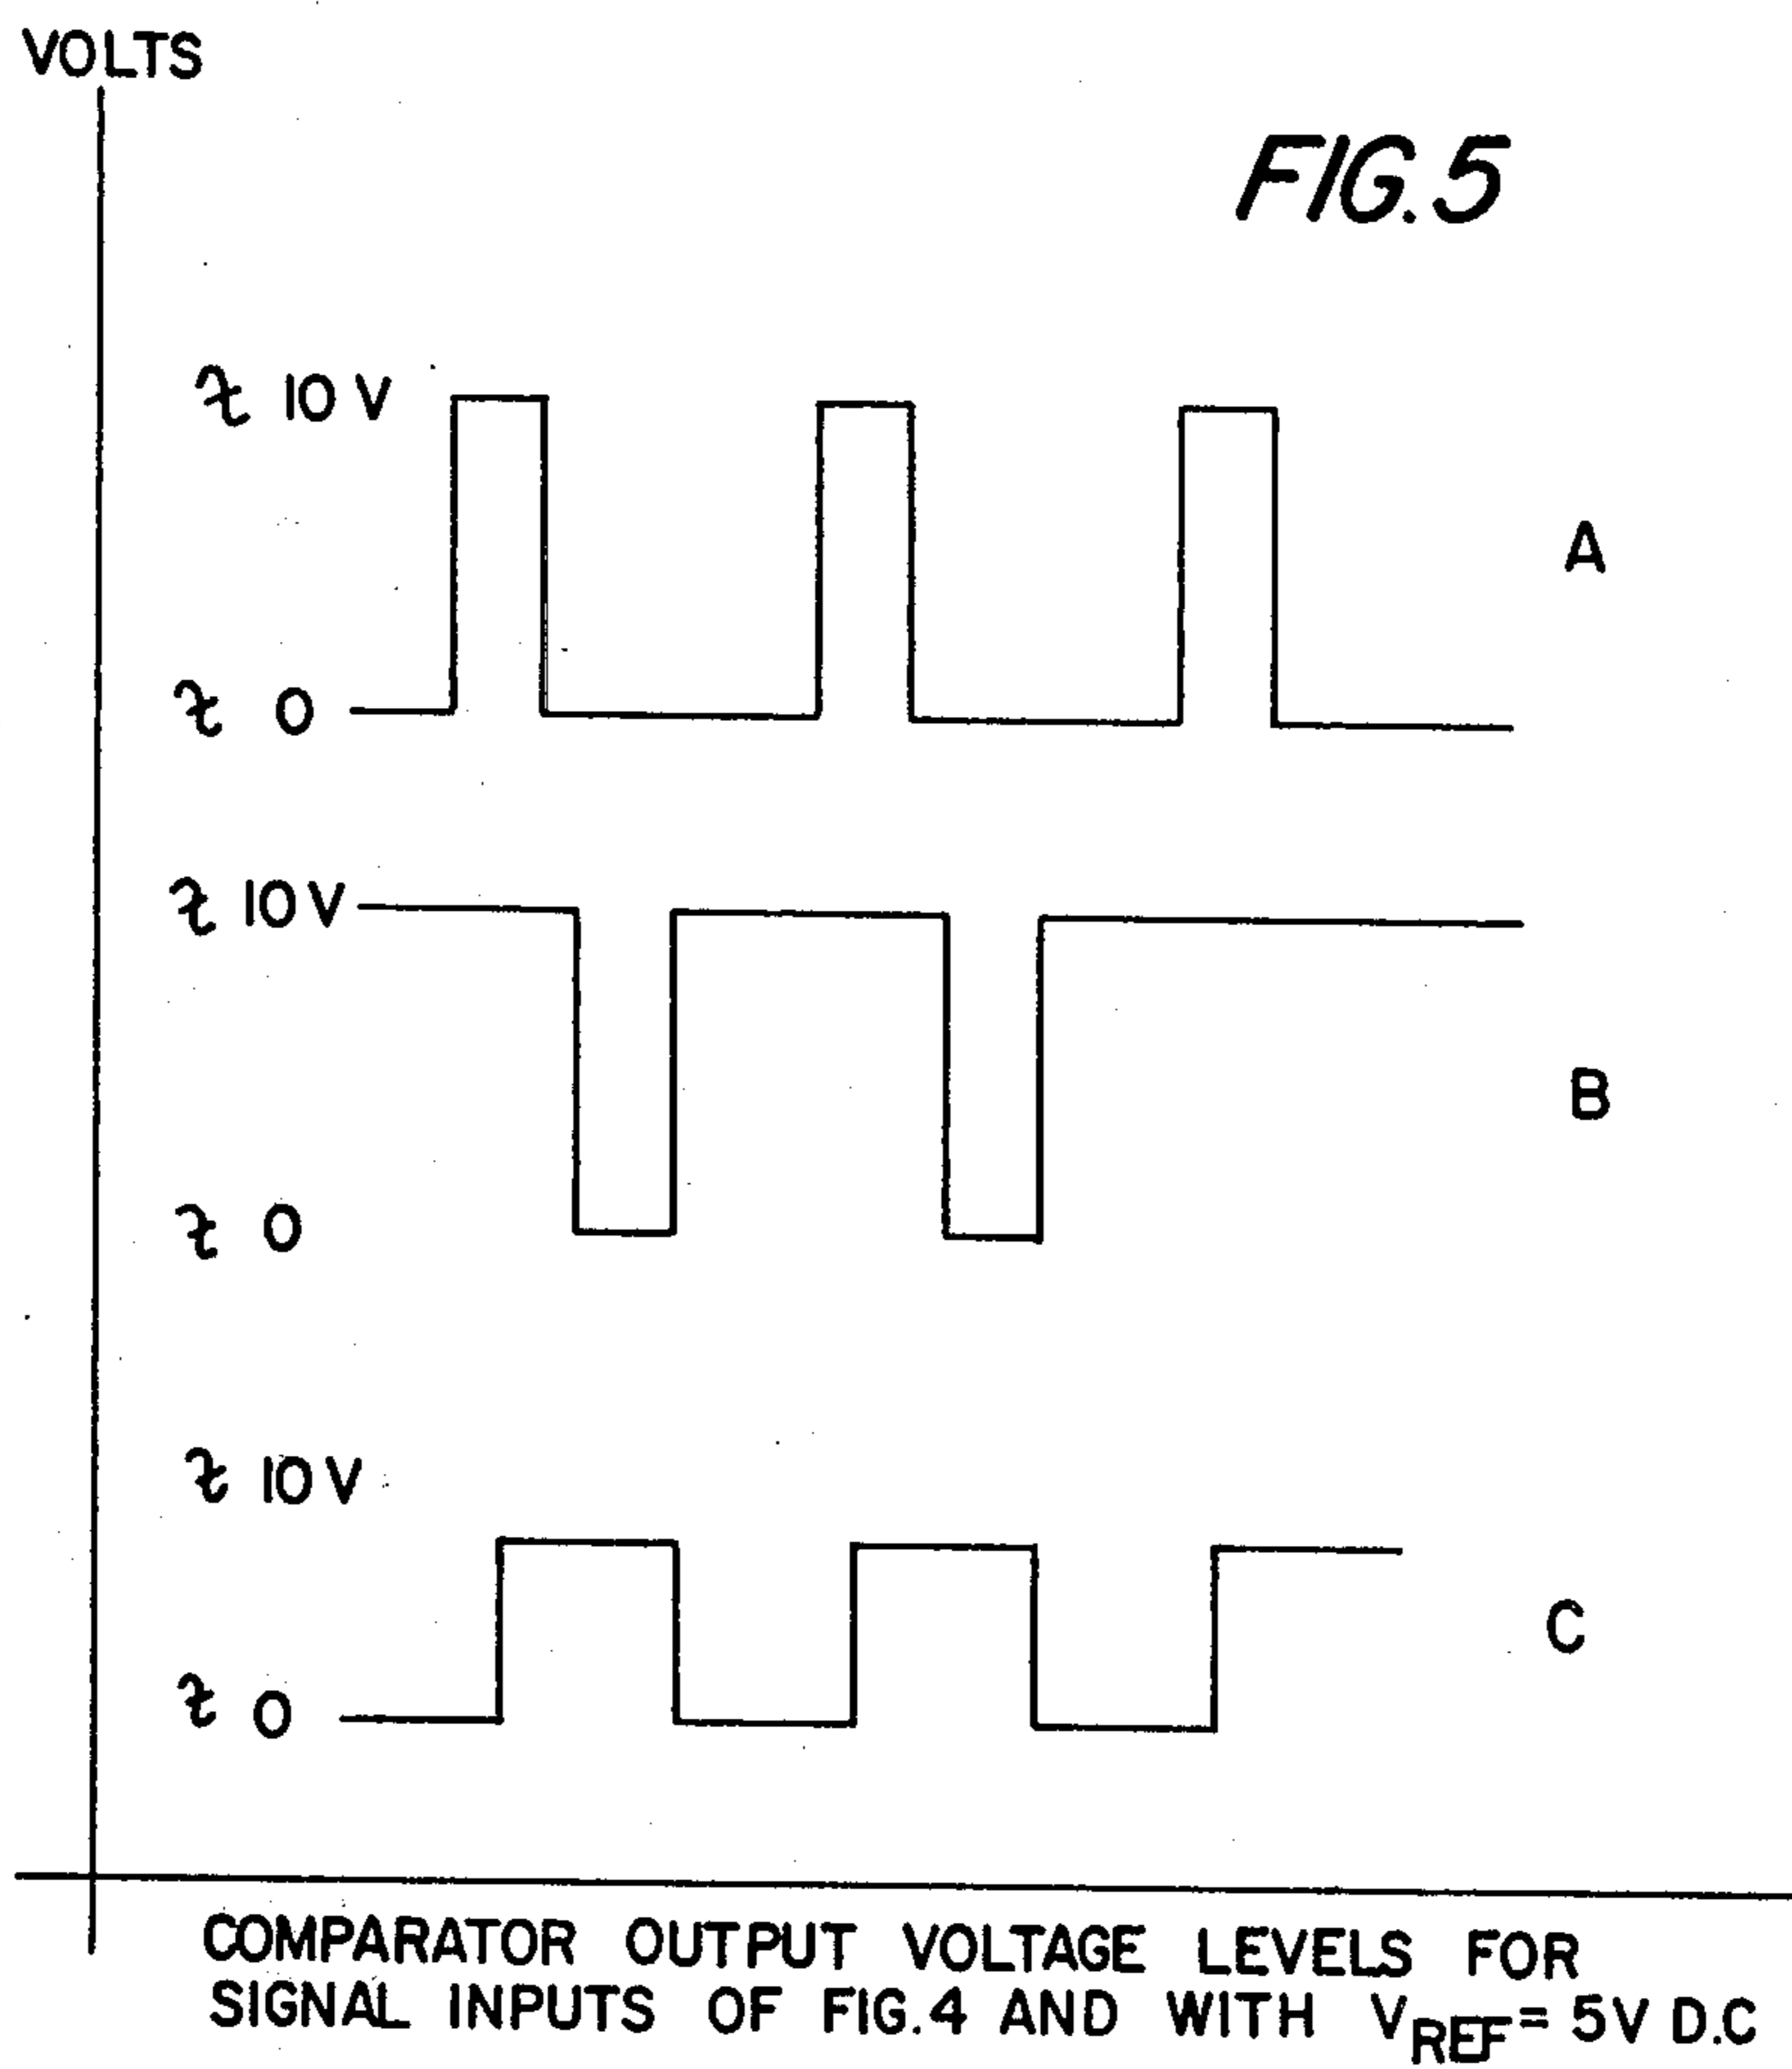 VOLTS
FIG.5
≈ 10 V
A
≈ 0
≈ 10 V
B
≈ 0
≈ 10 V
C
≈ 0
COMPARATOR OUTPUT VOLTAGE LEVELS FOR
SIGNAL INPUTS OF FIG.4 AND WITH VREF = 5V D.C